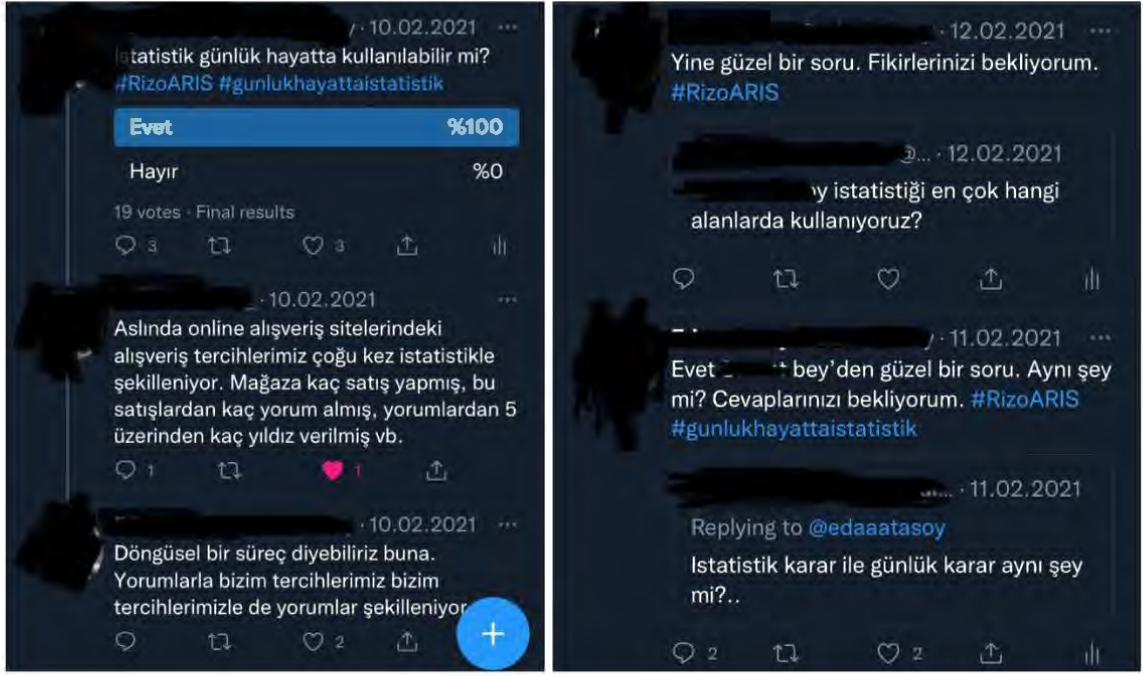 10.02.2021
İstatistik günlük hayatta kullanılabilir mi?
#RizoARIS #gunlukhayattaistatistik
Evet %100
Hayır %0
19 votes · Final results
3 3
· 10.02.2021
Aslında online alışveriş sitelerindeki
alışveriş tercihlerimiz çoğu kez istatistikle
şekilleniyor. Mağaza kaç satış yapmış, bu
satışlardan kaç yorum almış, yorumlardan 5
üzerinden kaç yıldız verilmiş vb.
1 1
· 10.02.2021
Döngüsel bir süreç diyebiliriz buna.
Yorumlarla bizim tercihlerimiz bizim
tercihlerimizle de yorumlar şekilleniyor
2
· 12.02.2021
Yine güzel bir soru. Fikirlerinizi bekliyorum.
#RizoARIS
@... · 12.02.2021
istatistiği en çok hangi
alanlarda kullanıyoruz?
· 11.02.2021
Evet bey’den güzel bir soru. Aynı şey
mi? Cevaplarınızı bekliyorum. #RizoARIS
#gunlukhayattaistatistik
... · 11.02.2021
Replying to @edaaatasoy
Istatistik karar ile günlük karar aynı şey
mi?..
2 2